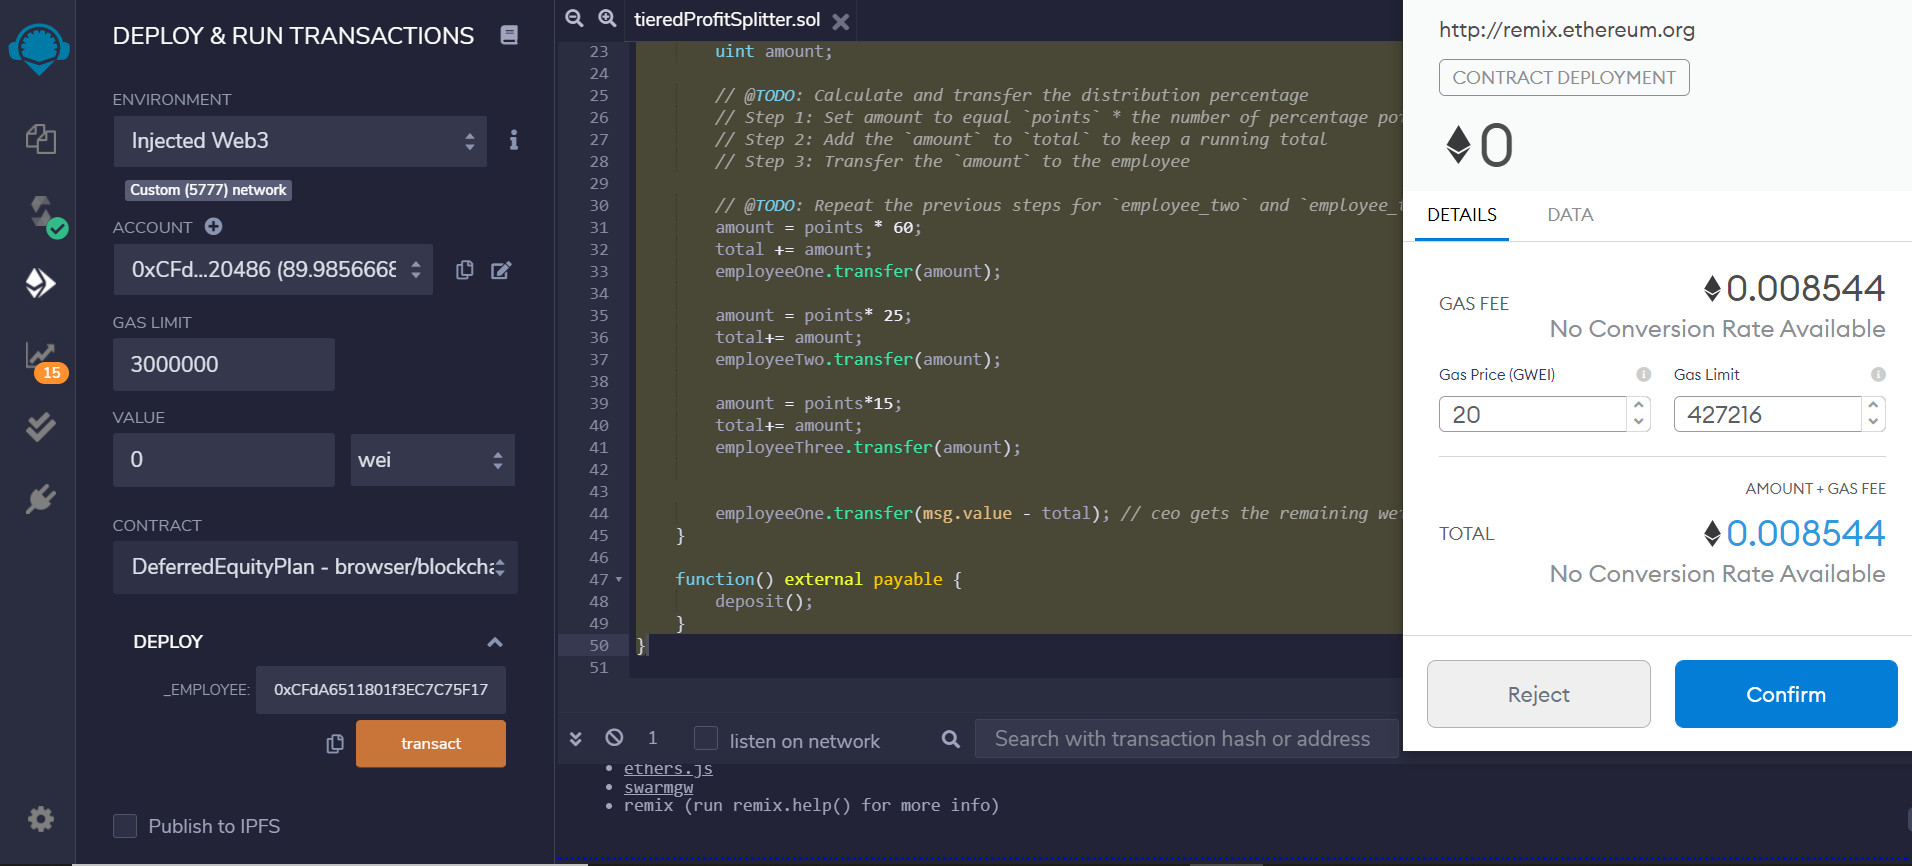 DEPLOY & RUN TRANSACTIONS
ENVIRONMENT
Injected Web3
Custom (5777) network
ACCOUNT
0xCFd...20486 (89.9856668
GAS LIMIT
3000000
VALUE
0
wei
CONTRACT
DeferredEquityPlan - browser/blockcha
DEPLOY
_EMPLOYEE:
0xCFdA6511801f3EC7C75F17
transact
Publish to IPFS
15
tieredProfitSplitter.sol
23 uint amount;
24
25 // @TODO: Calculate and transfer the distribution percentage
26 // Step 1: Set amount to equal `points` * the number of percentage po
27 // Step 2: Add the `amount` to `total` to keep a running total
28 // Step 3: Transfer the `amount` to the employee
29
30 // @TODO: Repeat the previous steps for `employee_two` and `employee_t
31 amount = points * 60;
32 total += amount;
33 employeeOne.transfer(amount);
34
35 amount = points* 25;
36 total+= amount;
37 employeeTwo.transfer(amount);
38
39 amount = points*15;
40 total+= amount;
41 employeeThree.transfer(amount);
42
43
44 employeeOne.transfer(msg.value - total); // ceo gets the remaining we
45 }
46
47 function() external payable {
48 deposit();
49 }
50 }
51
1
listen on network
Search with transaction hash or address
ethers.js
swarmgw
remix (run remix.help() for more info)
http://remix.ethereum.org
CONTRACT DEPLOYMENT
0
DETAILS
DATA
GAS FEE
0.008544
No Conversion Rate Available
Gas Price (GWEI)
Gas Limit
20
427216
AMOUNT + GAS FEE
TOTAL
0.008544
No Conversion Rate Available
Reject
Confirm